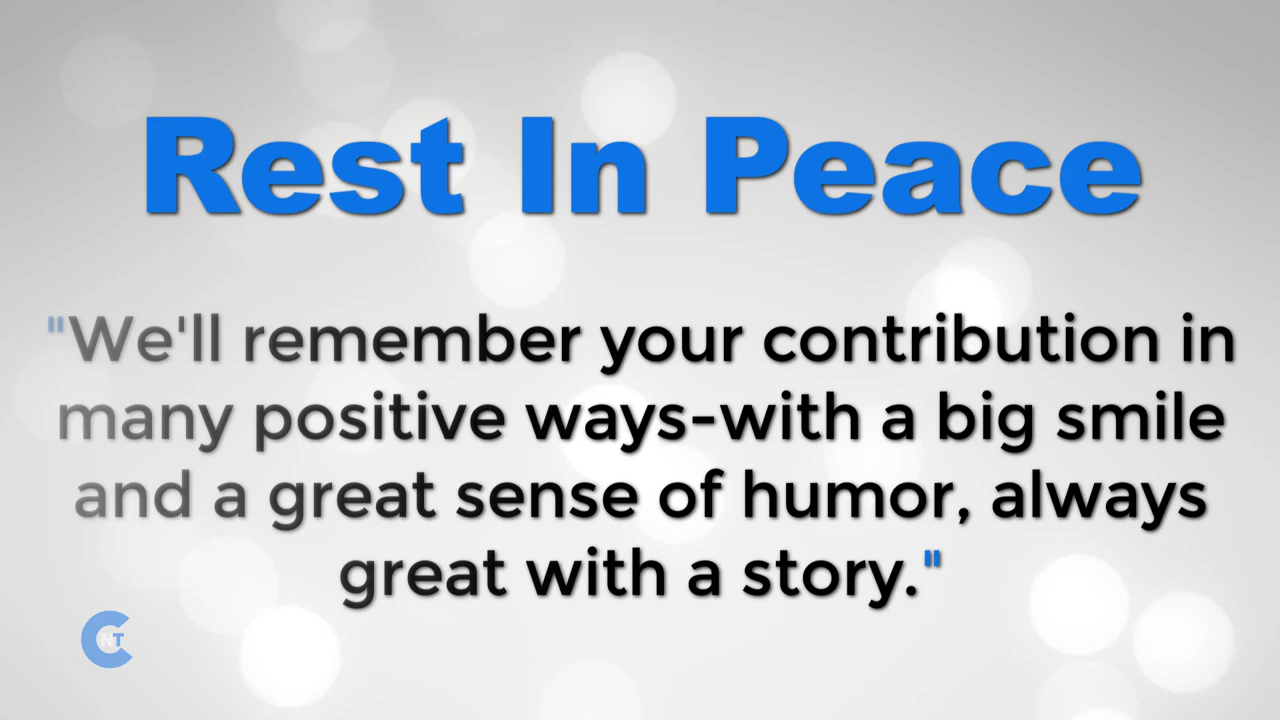 Rest In Peace
"We'll remember your contribution in
many positive ways-with a big smile
and a great sense of humor, always
great with a story."
CNT